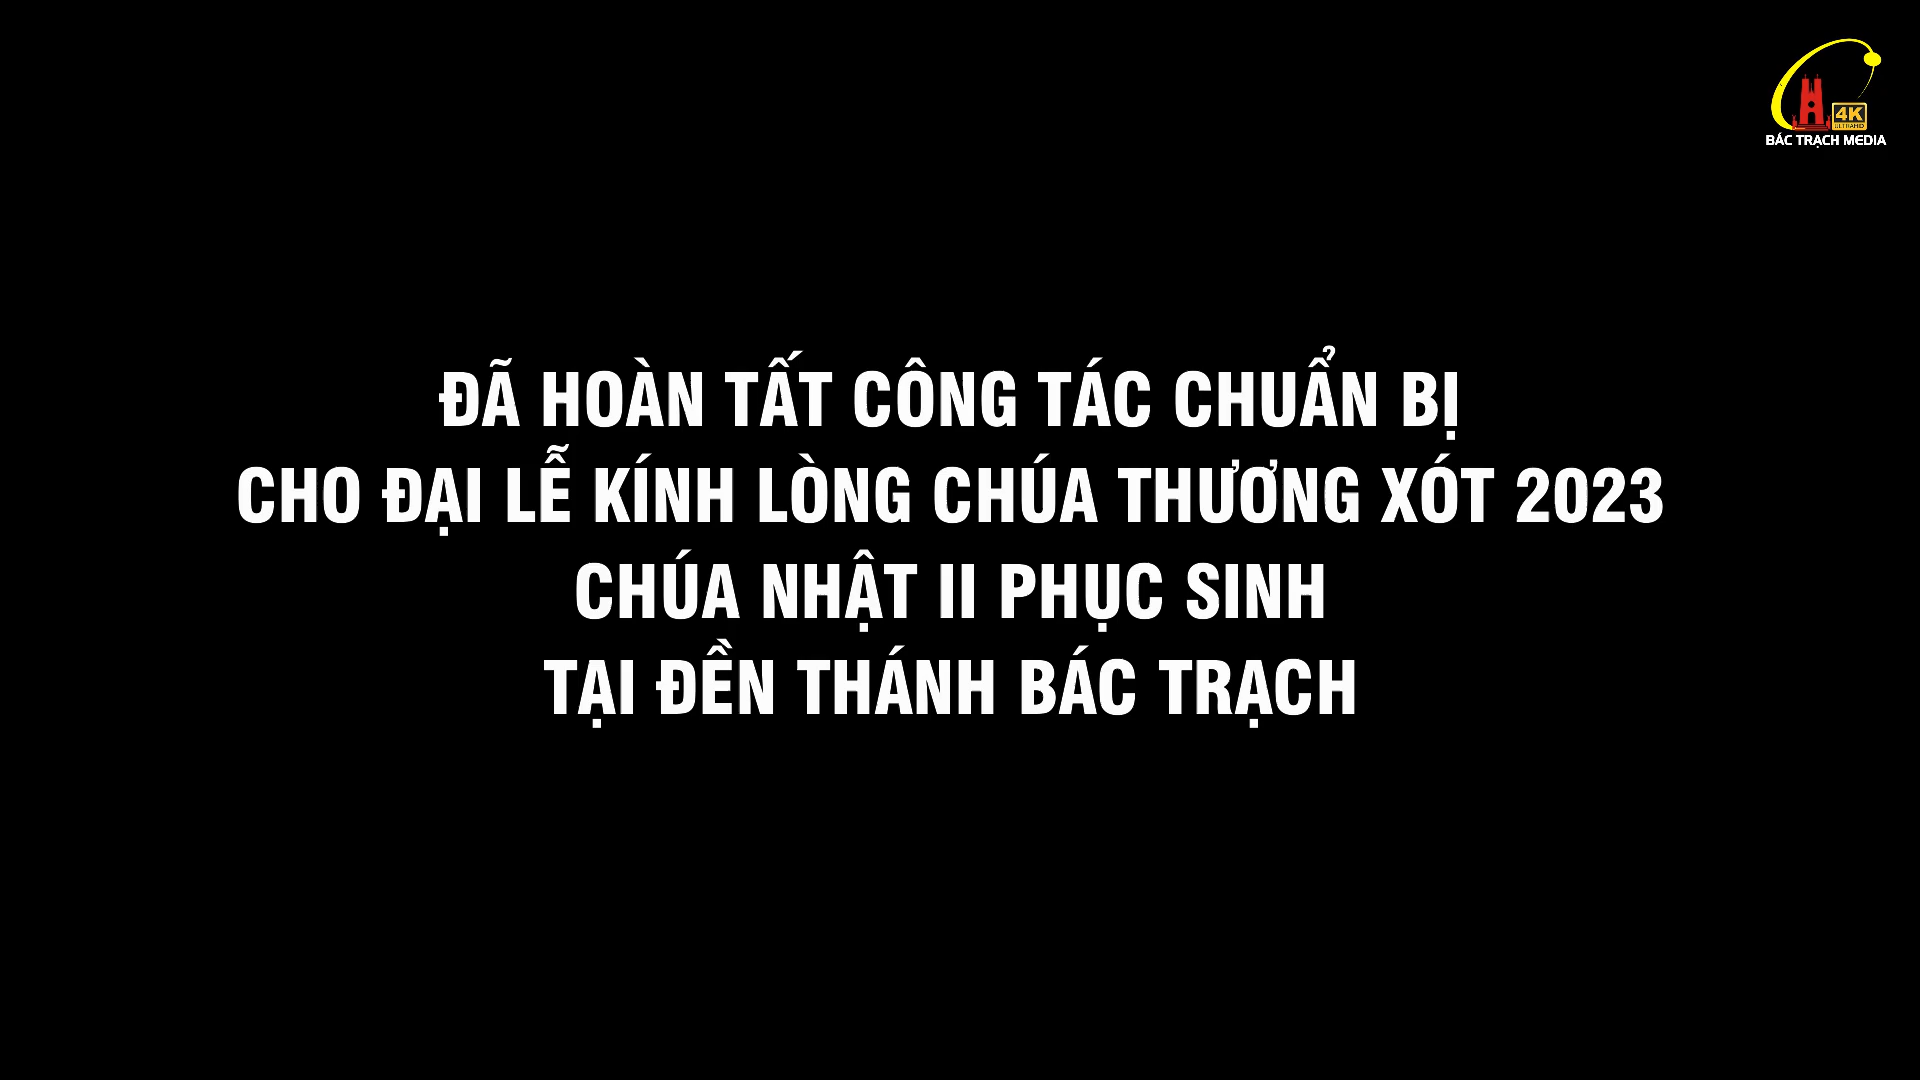 4K
ULTRAHD
BÁC TRẠCH MEDIA
ĐÃ HOÀN TẤT CÔNG TÁC CHUẨN BỊ
CHO ĐẠI LỄ KÍNH LÒNG CHÚA THƯƠNG XÓT 2023
CHÚA NHẬT II PHỤC SINH
TẠI ĐỀN THÁNH BÁC TRẠCH